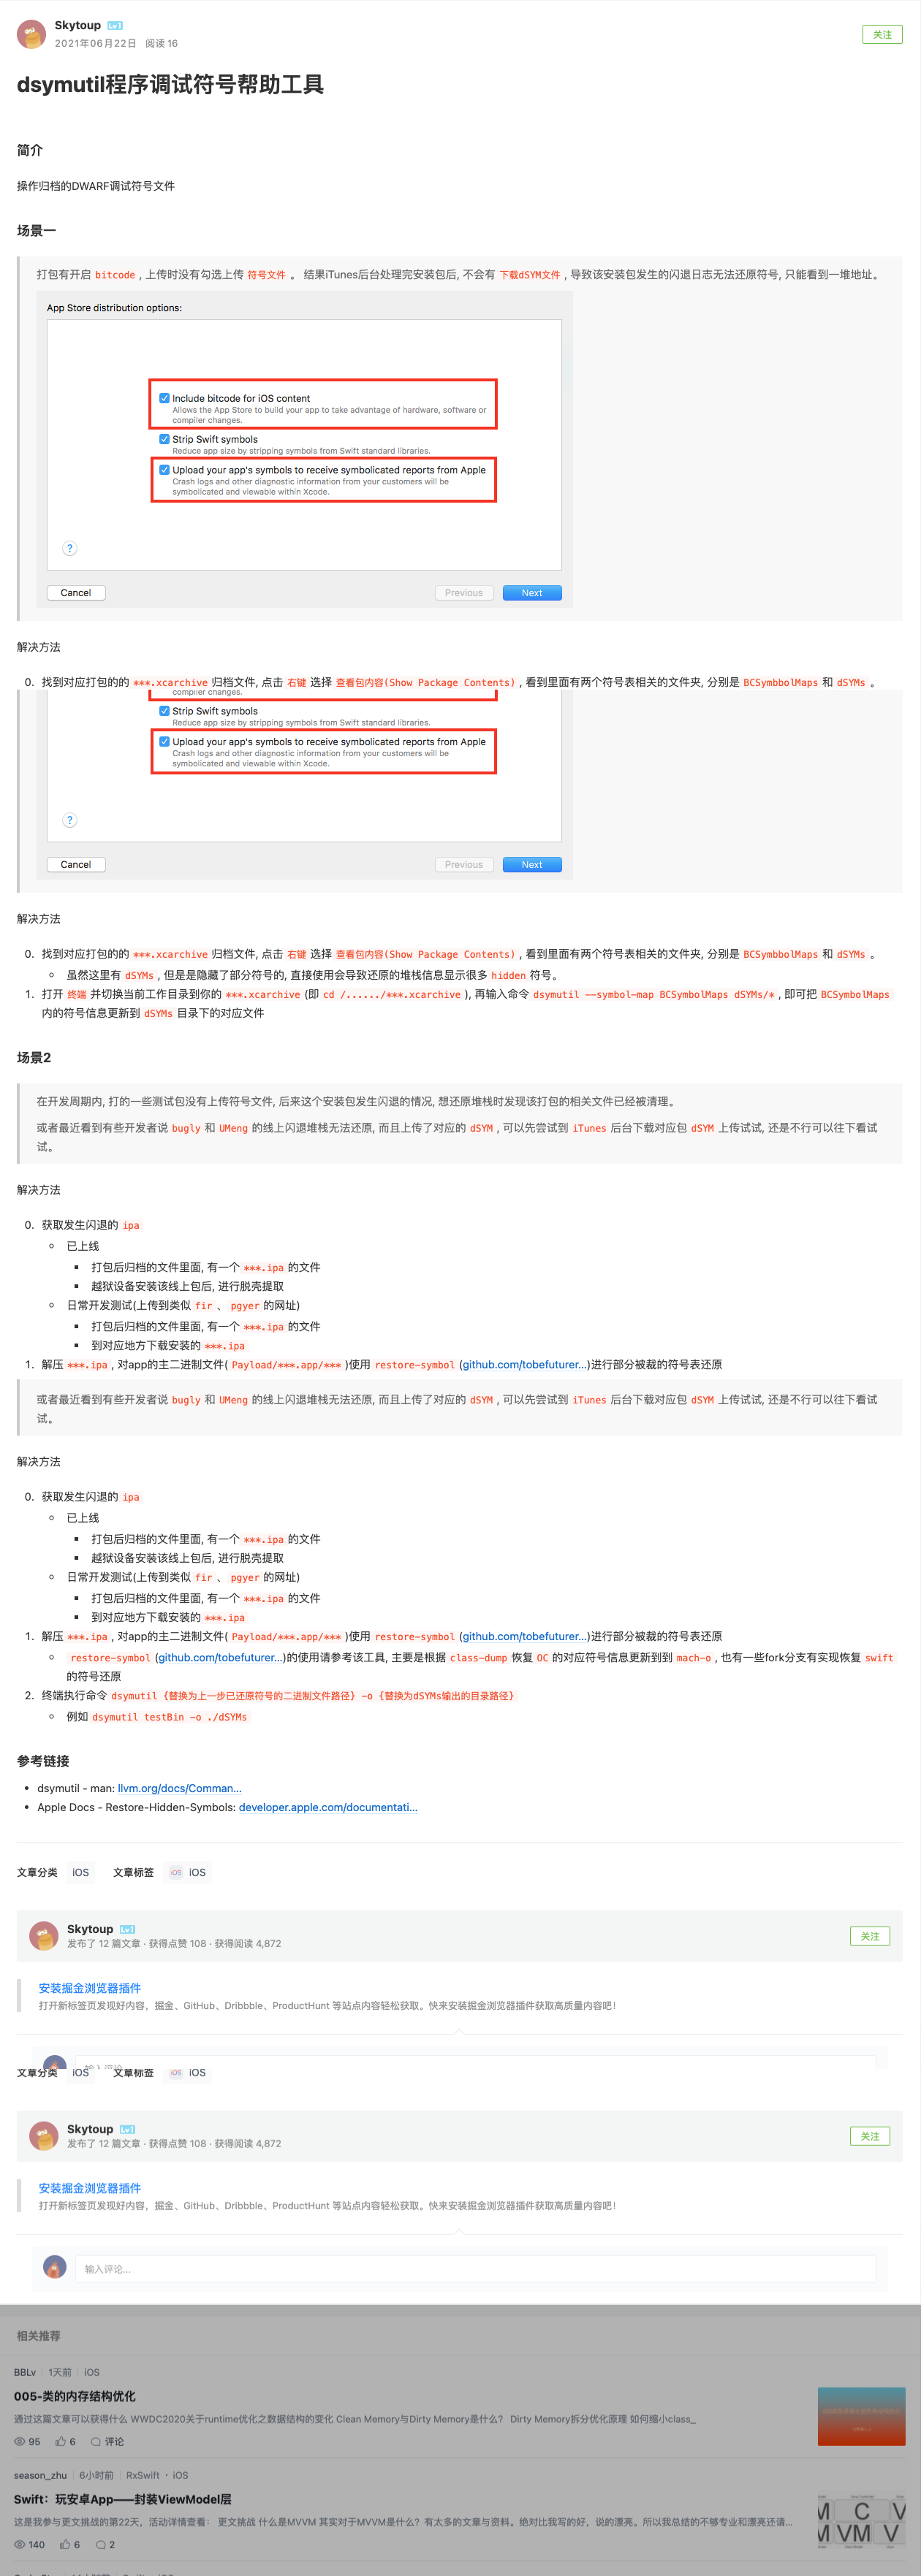 Skytoup Lv1
2021年06月22日 阅读 16
关注
dsymutil程序调试符号帮助工具
简介
操作归档的DWARF调试符号文件
场景一
打包有开启 bitcode , 上传时没有勾选上传 符号文件 。 结果iTunes后台处理完安装包后, 不会有 下载dSYM文件 , 导致该安装包发生的闪退日志无法还原符号, 只能看到一堆地址。
App Store distribution options:
Include bitcode for iOS content
Allows the App Store to build your app to take advantage of hardware, software or
compiler changes.
Strip Swift symbols
Reduce app size by stripping symbols from Swift standard libraries.
Upload your app's symbols to receive symbolicated reports from Apple
Crash logs and other diagnostic information from your customers will be
symbolicated and viewable within Xcode.
?
Cancel Previous Next
解决方法
0. 找到对应打包的的 ***.xcarchive 归档文件, 点击 右键 选择 查看包内容(Show Package Contents) , 看到里面有两个符号表相关的文件夹, 分别是 BCSymbbolMaps 和 dSYMs 。
compiler changes.
Strip Swift symbols
Reduce app size by stripping symbols from Swift standard libraries.
Upload your app's symbols to receive symbolicated reports from Apple
Crash logs and other diagnostic information from your customers will be
symbolicated and viewable within Xcode.
?
Cancel Previous Next
解决方法
0. 找到对应打包的的 ***.xcarchive 归档文件, 点击 右键 选择 查看包内容(Show Package Contents) , 看到里面有两个符号表相关的文件夹, 分别是 BCSymbbolMaps 和 dSYMs 。
虽然这里有 dSYMs , 但是是隐藏了部分符号的, 直接使用会导致还原的堆栈信息显示很多 hidden 符号。
1. 打开 终端 并切换当前工作目录到你的 ***.xcarchive (即 cd /....../***.xcarchive ), 再输入命令 dsymutil --symbol-map BCSymbolMaps dSYMs/* , 即可把 BCSymbolMaps
内的符号信息更新到 dSYMs 目录下的对应文件
场景2
在开发周期内, 打的一些测试包没有上传符号文件, 后来这个安装包发生闪退的情况, 想还原堆栈时发现该打包的相关文件已经被清理。
或者最近看到有些开发者说 bugly 和 UMeng 的线上闪退堆栈无法还原, 而且上传了对应的 dSYM , 可以先尝试到 iTunes 后台下载对应包 dSYM 上传试试, 还是不行可以往下看试
试。
解决方法
0. 获取发生闪退的 ipa
已上线
打包后归档的文件里面, 有一个 ***.ipa 的文件
越狱设备安装该线上包后, 进行脱壳提取
日常开发测试(上传到类似 fir 、 pgyer 的网址)
打包后归档的文件里面, 有一个 ***.ipa 的文件
到对应地方下载安装的 ***.ipa
1. 解压 ***.ipa , 对app的主二进制文件( Payload/***.app/*** )使用 restore-symbol (github.com/tobefuturer...)进行部分被裁的符号表还原
或者最近看到有些开发者说 bugly 和 UMeng 的线上闪退堆栈无法还原, 而且上传了对应的 dSYM , 可以先尝试到 iTunes 后台下载对应包 dSYM 上传试试, 还是不行可以往下看试
试。
解决方法
0. 获取发生闪退的 ipa
已上线
打包后归档的文件里面, 有一个 ***.ipa 的文件
越狱设备安装该线上包后, 进行脱壳提取
日常开发测试(上传到类似 fir 、 pgyer 的网址)
打包后归档的文件里面, 有一个 ***.ipa 的文件
到对应地方下载安装的 ***.ipa
1. 解压 ***.ipa , 对app的主二进制文件( Payload/***.app/*** )使用 restore-symbol (github.com/tobefuturer...)进行部分被裁的符号表还原
restore-symbol (github.com/tobefuturer...)的使用请参考该工具, 主要是根据 class-dump 恢复 OC 的对应符号信息更新到到 mach-o , 也有一些fork分支有实现恢复 swift
的符号还原
2. 终端执行命令 dsymutil {替换为上一步已还原符号的二进制文件路径} -o {替换为dSYMs输出的目录路径}
例如 dsymutil testBin -o ./dSYMs
参考链接
dsymutil - man: llvm.org/docs/Comman...
Apple Docs - Restore-Hidden-Symbols: developer.apple.com/documentati...
文章分类 iOS 文章标签 iOS iOS
Skytoup Lv1
发布了 12 篇文章 · 获得点赞 108 · 获得阅读 4,872
关注
安装掘金浏览器插件
打开新标签页发现好内容，掘金、GitHub、Dribbble、ProductHunt 等站点内容轻松获取。快来安装掘金浏览器插件获取高质量内容吧！
输入评论
文章分类 iOS 文章标签 iOS iOS
Skytoup Lv1
发布了 12 篇文章 · 获得点赞 108 · 获得阅读 4,872
关注
安装掘金浏览器插件
打开新标签页发现好内容，掘金、GitHub、Dribbble、ProductHunt 等站点内容轻松获取。快来安装掘金浏览器插件获取高质量内容吧！
输入评论...
相关推荐
BBLv 1天前 iOS
005-类的内存结构优化
通过这篇文章可以获得什么 WWDC2020关于runtime优化之数据结构的变化 Clean Memory与Dirty Memory是什么？ Dirty Memory拆分优化原理 如何缩小class_
95 6 评论
season_zhu 6小时前 RxSwift · iOS
Swift：玩安卓App——封装ViewModel层
这是我参与更文挑战的第22天，活动详情查看： 更文挑战 什么是MVVM 其实对于MVVM是什么？有太多的文章与资料。绝对比我写的好，说的漂亮。所以我总结的不够专业和漂亮还请...
M C V
MVM V
140 6 2